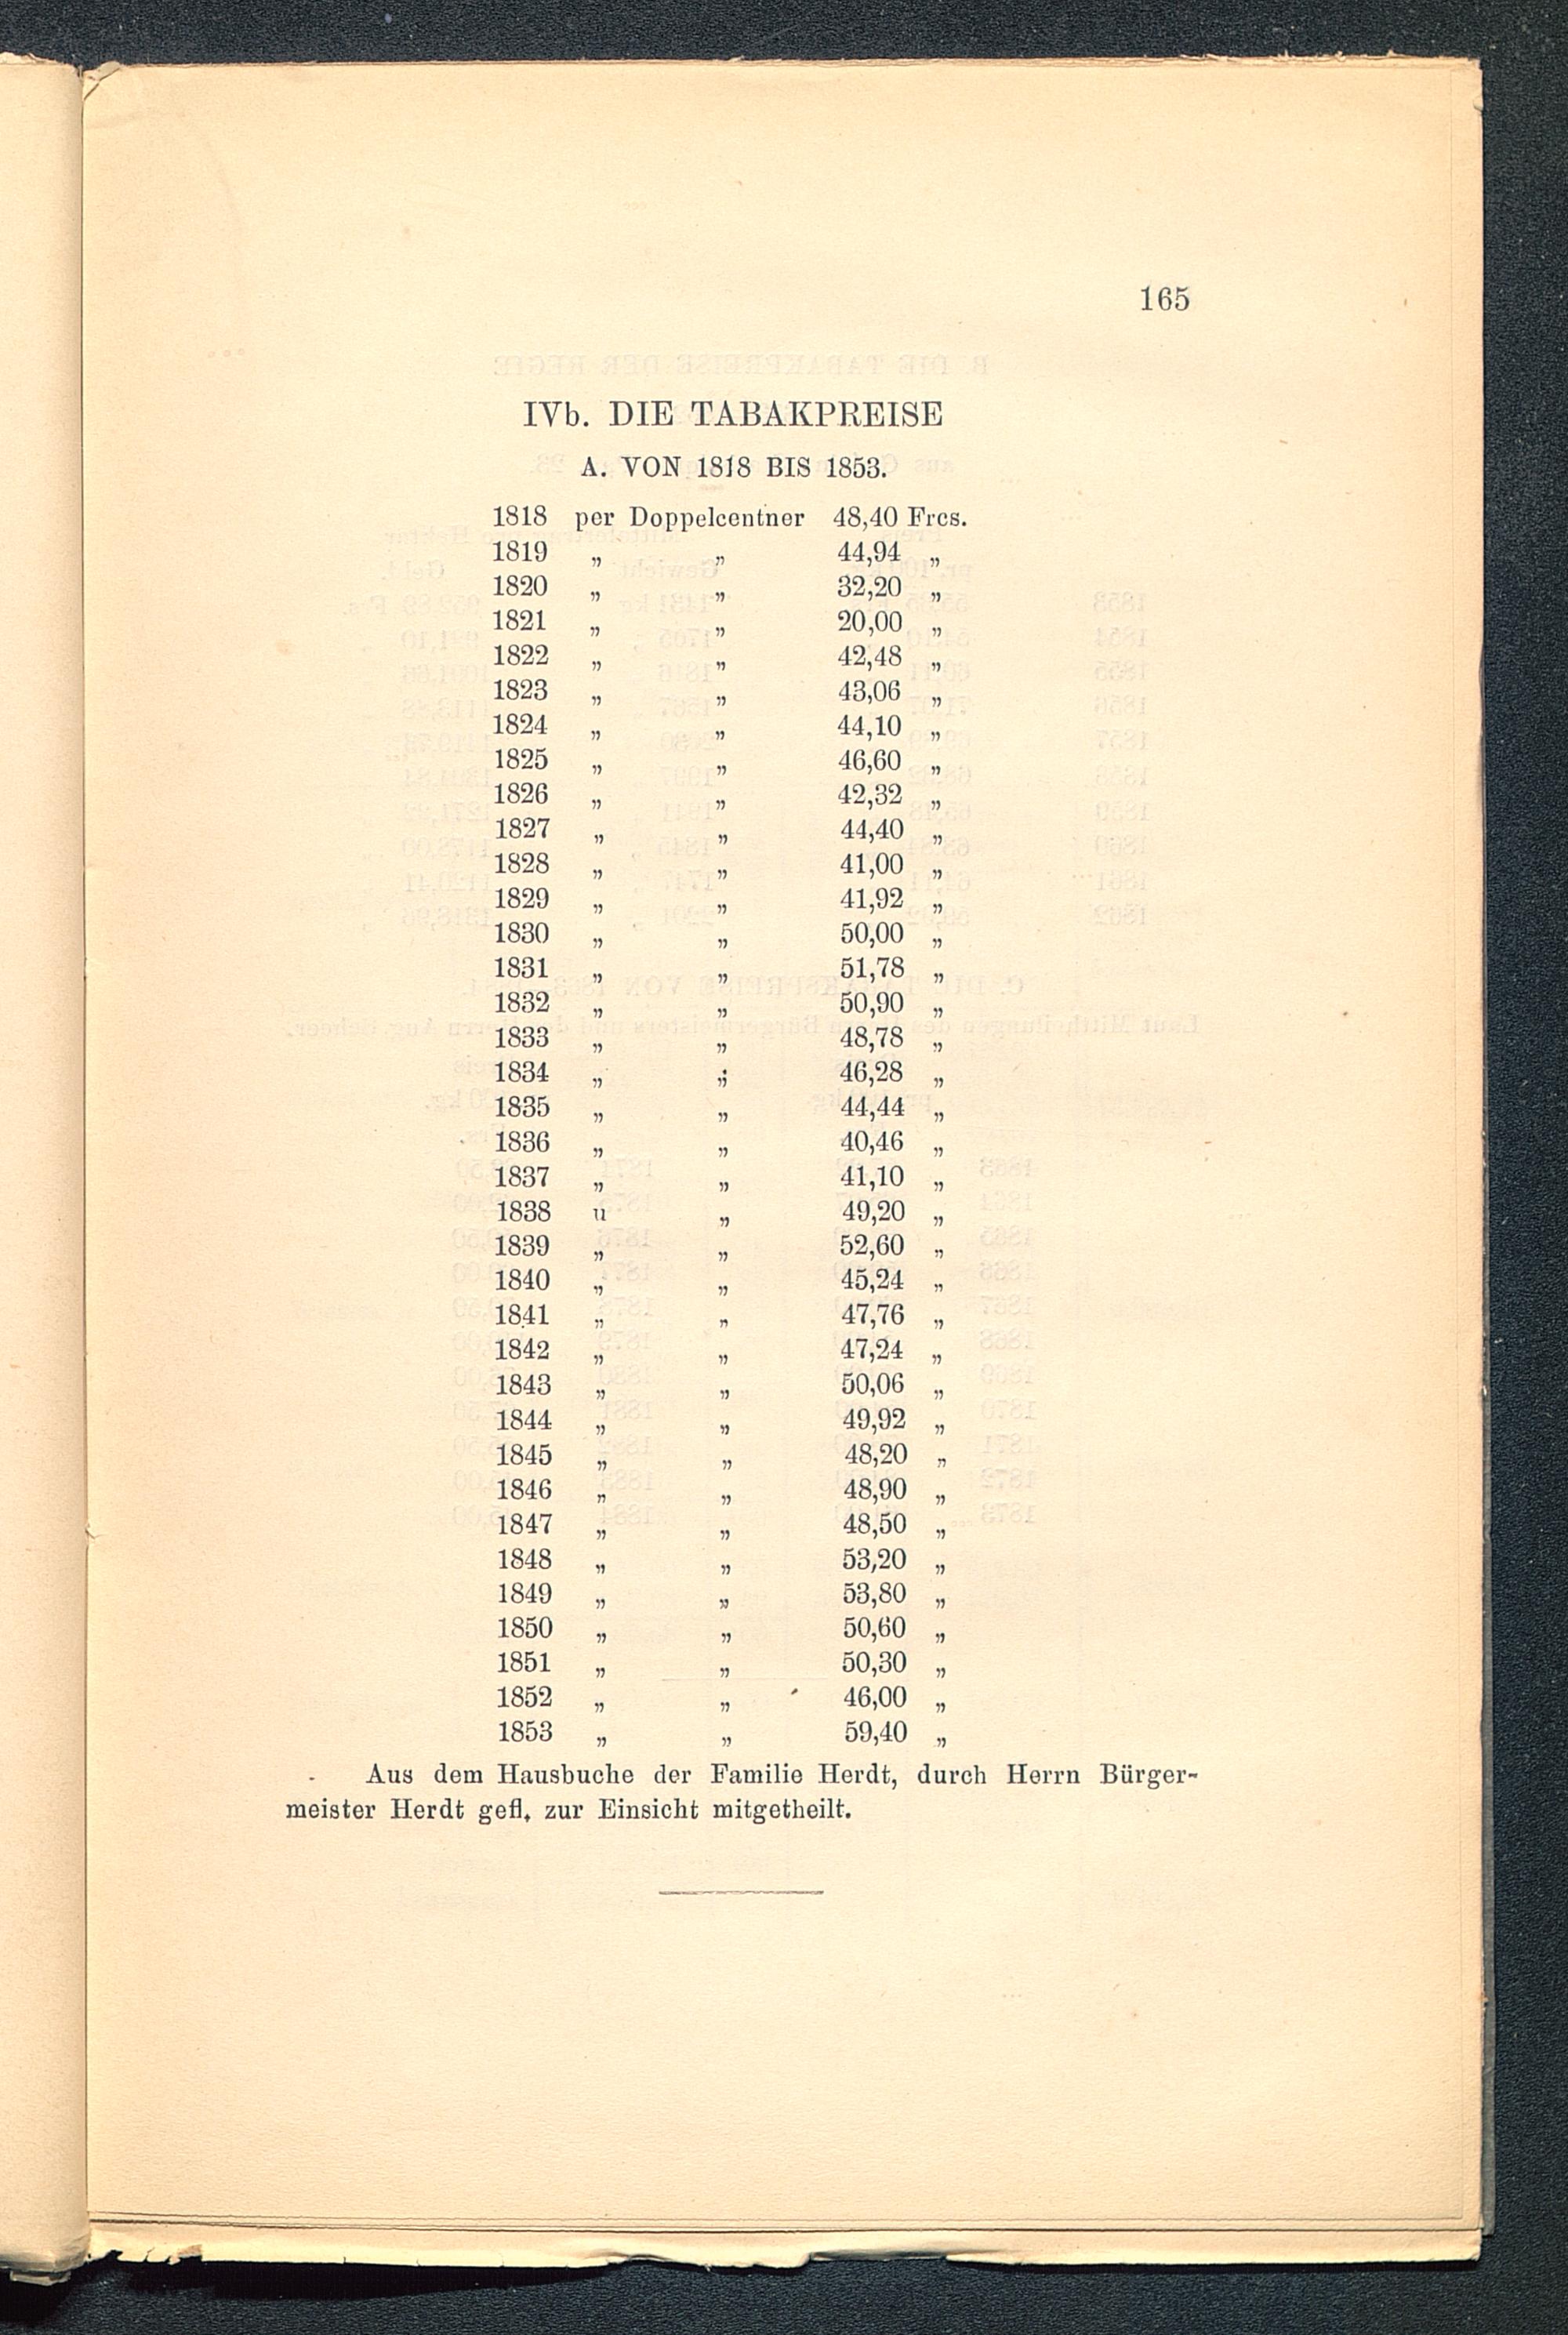 165
IVb. DIE TABAKPREISE
A. VON 1818 BIS 1853.
1818 per Doppelcentner 48,40 Frcs.
1819 „ „ 44,94 „
1820 „ „ 32,20 „
1821 „ „ 20,00 „
1822 „ „ 42,48 „
1823 „ „ 43,06 „
1824 „ „ 44,10 „
1825 „ „ 46,60 „
1826 „ „ 42,32 „
1827 „ „ 44,40 „
1828 „ „ 41,00 „
1829 „ „ 41,92 „
1830 „ „ 50,00 „
1831 „ „ 51,78 „
1832 „ „ 50,90 „
1833 „ „ 48,78 „
1834 „ „ 46,28 „
1835 „ „ 44,44 „
1836 „ „ 40,46 „
1837 „ „ 41,10 „
1838 u „ 49,20 „
1839 „ „ 52,60 „
1840 „ „ 45,24 „
1841 „ „ 47,76 „
1842 „ „ 47,24 „
1843 „ „ 50,06 „
1844 „ „ 49,92 „
1845 „ „ 48,20 „
1846 „ „ 48,90 „
1847 „ „ 48,50 „
1848 „ „ 53,20 „
1849 „ „ 53,80 „
1850 „ „ 50,60 „
1851 „ „ 50,30 „
1852 „ „ 46,00 „
1853 „ „ 59,40 „
Aus dem Hausbuche der Familie Herdt, durch Herrn Bürger-
meister Herdt gefl. zur Einsicht mitgetheilt.